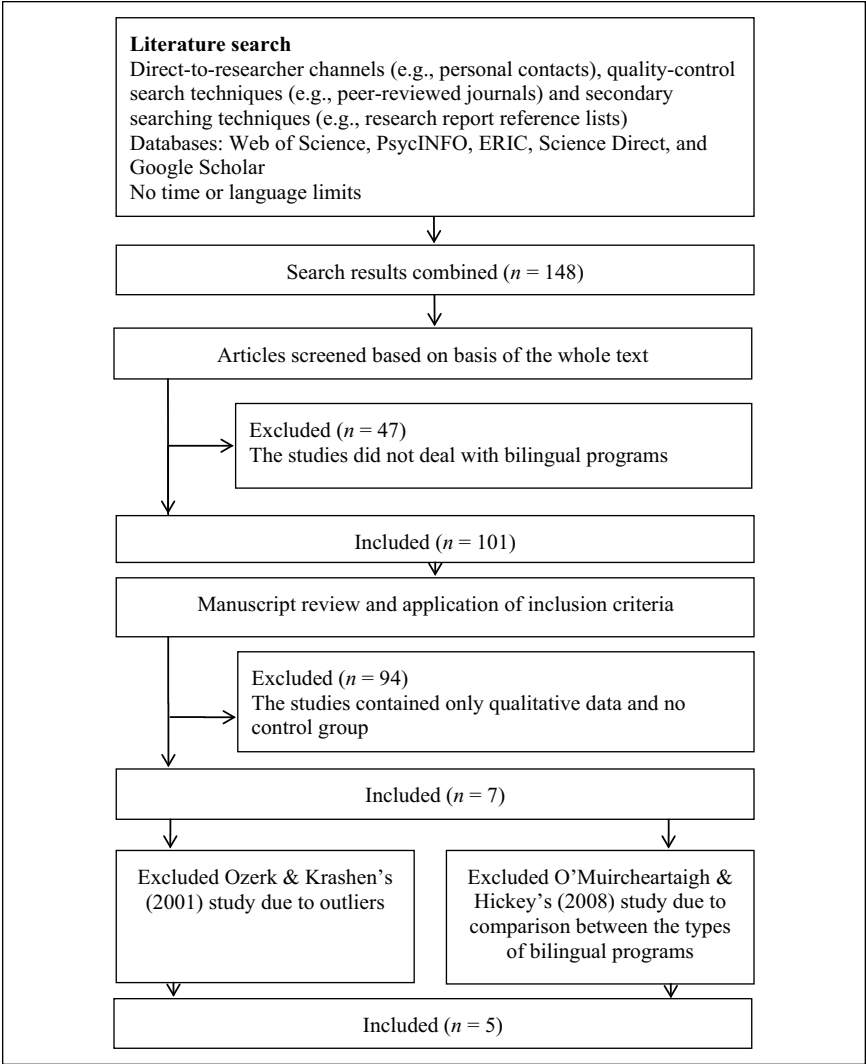 Literature search
Direct-to-researcher channels (e.g., personal contacts), quality-control
search techniques (e.g., peer-reviewed journals) and secondary
searching techniques (e.g., research report reference lists)
Databases: Web of Science, PsycINFO, ERIC, Science Direct, and
Google Scholar
No time or language limits
Search results combined (n = 148)
Articles screened based on basis of the whole text
Excluded (n = 47)
The studies did not deal with bilingual programs
Included (n = 101)
Manuscript review and application of inclusion criteria
Excluded (n = 94)
The studies contained only qualitative data and no
control group
Included (n = 7)
Excluded Ozerk & Krashen's
(2001) study due to outliers
Excluded O'Muircheartaigh &
Hickey's (2008) study due to
comparison between the types
of bilingual programs
Included (n = 5)